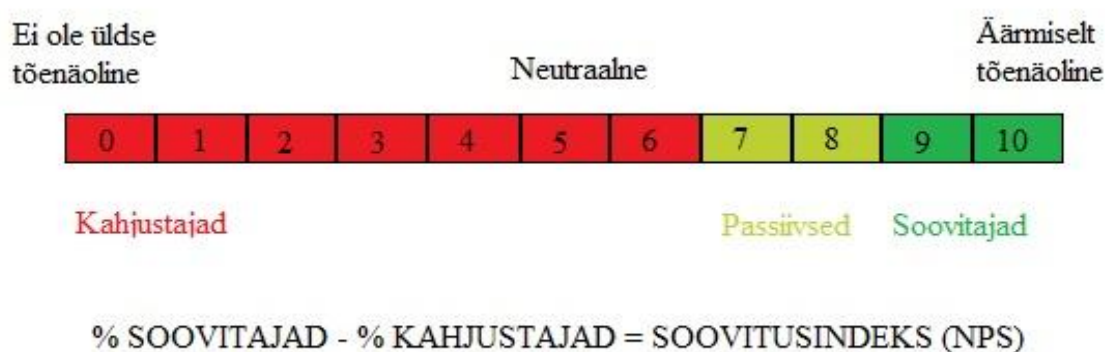 Ei ole üldse
tõenäoline
Neutraalne
Äärmiselt
tõenäoline
0 1 2 3 4 5 6 7 8 9 10
Kahjustajad Passiivsed Soovitajad
% SOOVITAJAD - % KAHJUSTAJAD = SOOVITUSINDEKS (NPS)